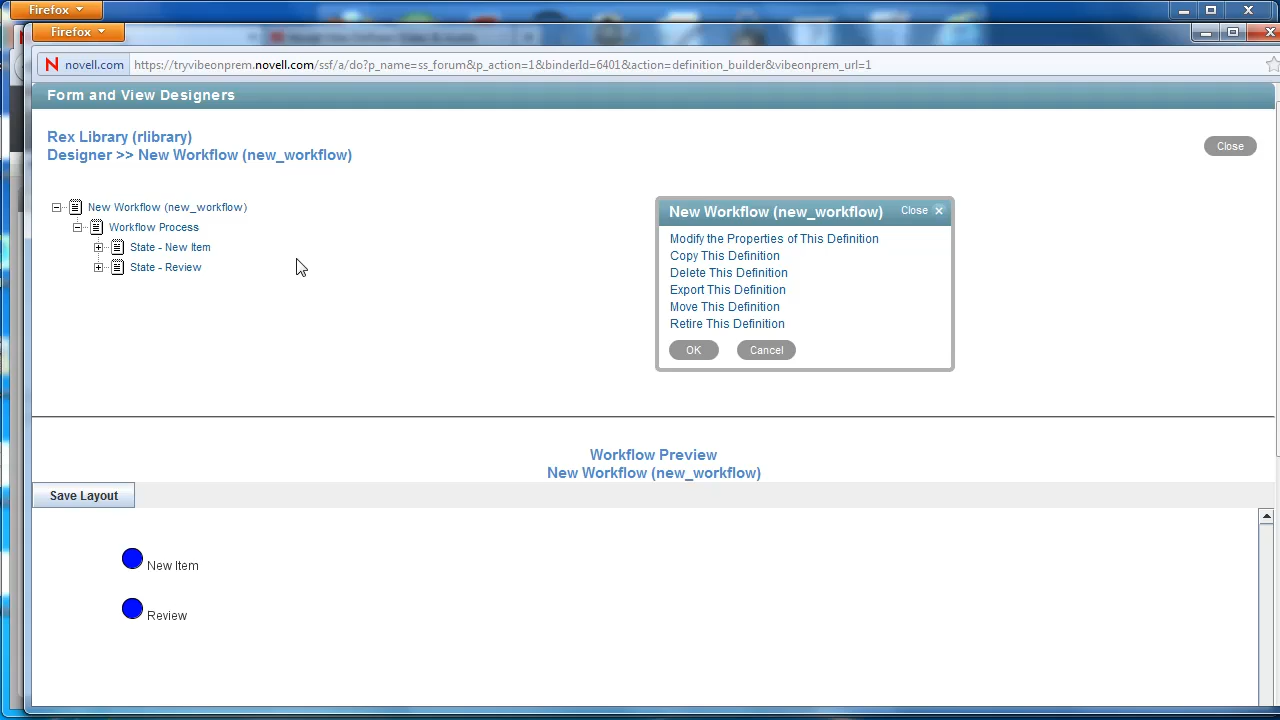 Firefox
Firefox
novell.com https://tryvibeonprem.novell.com/ssf/a/do?p_name=ss_forum&p_action=1&binderId=6401&action=definition_builder&vibeonprem_url=1
Form and View Designers
Rex Library (rlibrary)
Designer >> New Workflow (new_workflow)
Close
New Workflow (new_workflow)
Workflow Process
State - New Item
State - Review
New Workflow (new_workflow) Close
Modify the Properties of This Definition
Copy This Definition
Delete This Definition
Export This Definition
Move This Definition
Retire This Definition
OK Cancel
Workflow Preview
New Workflow (new_workflow)
Save Layout
New Item
Review